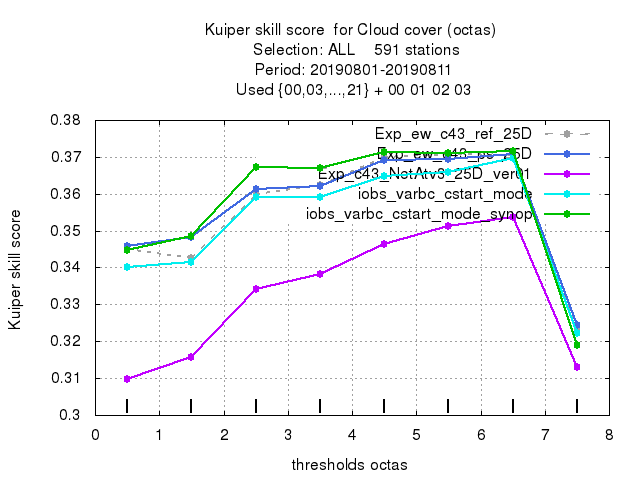 Kuiper skill score  for Cloud cover (octas)
Selection: ALL    591 stations
Period: 20190801-20190811
Used {00,03,...,21} + 00 01 02 03
Kuiper skill score
0.38
0.37
0.36
0.35
0.34
0.33
0.32
0.31
0.3
Exp_ew_c43_ref_25D
Exp_c43_NotAtv3_25D_ver01
iobs_varbc_cstart_mode
iobs_varbc_cstart_mode_synop
0 1 2 3 4 5 6 7 8
thresholds octas